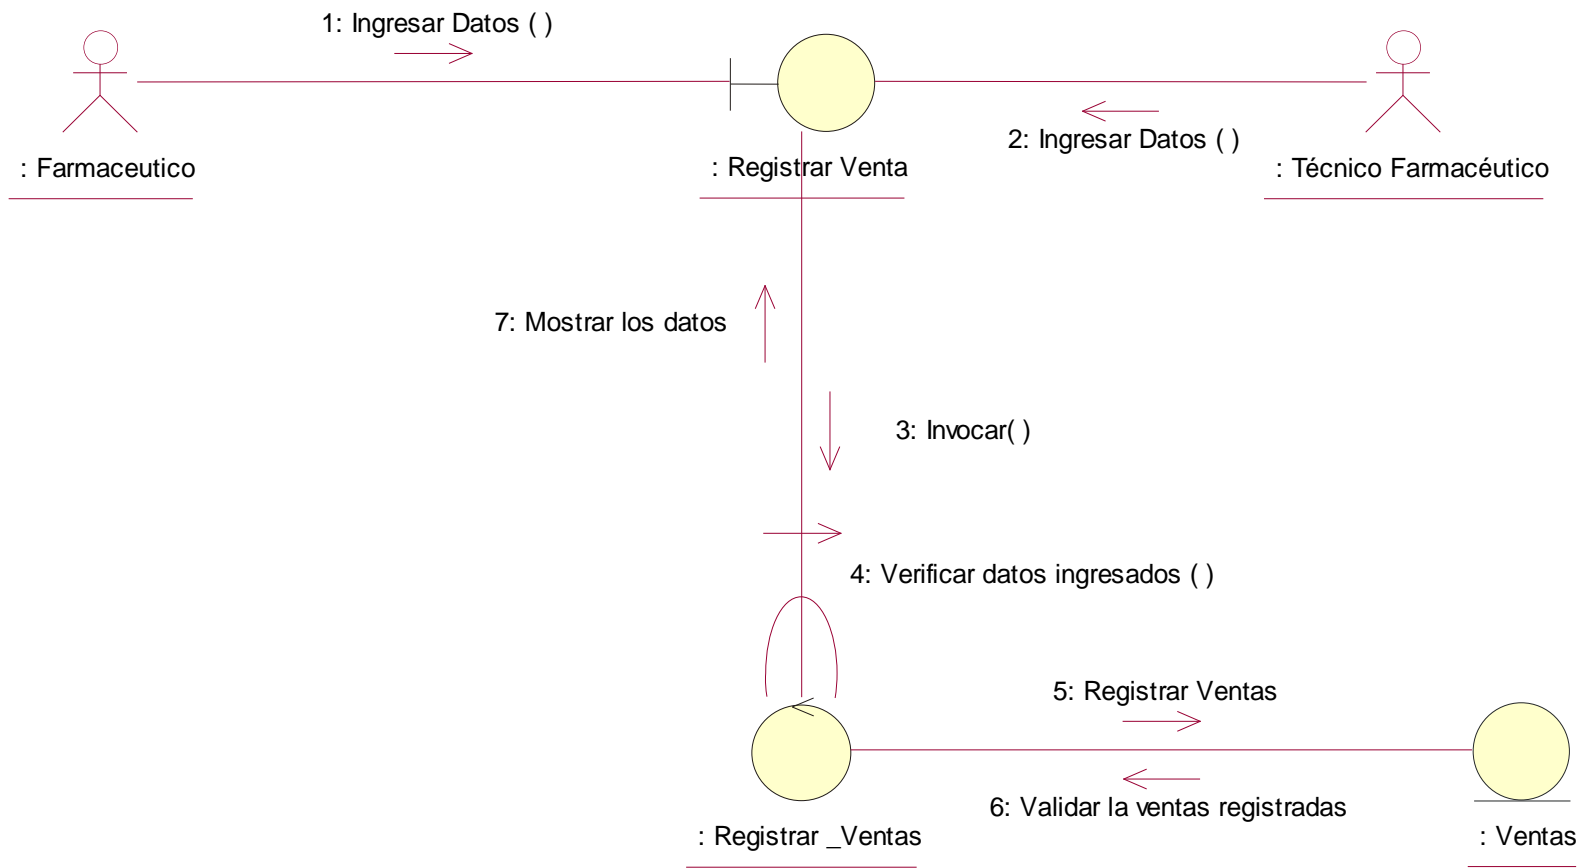 1: Ingresar Datos ( )
2: Ingresar Datos ( )
: Farmaceutico
: Registrar Venta
: Técnico Farmacéutico
7: Mostrar los datos
3: Invocar( )
4: Verificar datos ingresados ( )
5: Registrar Ventas
6: Validar la ventas registradas
: Registrar _Ventas
: Ventas